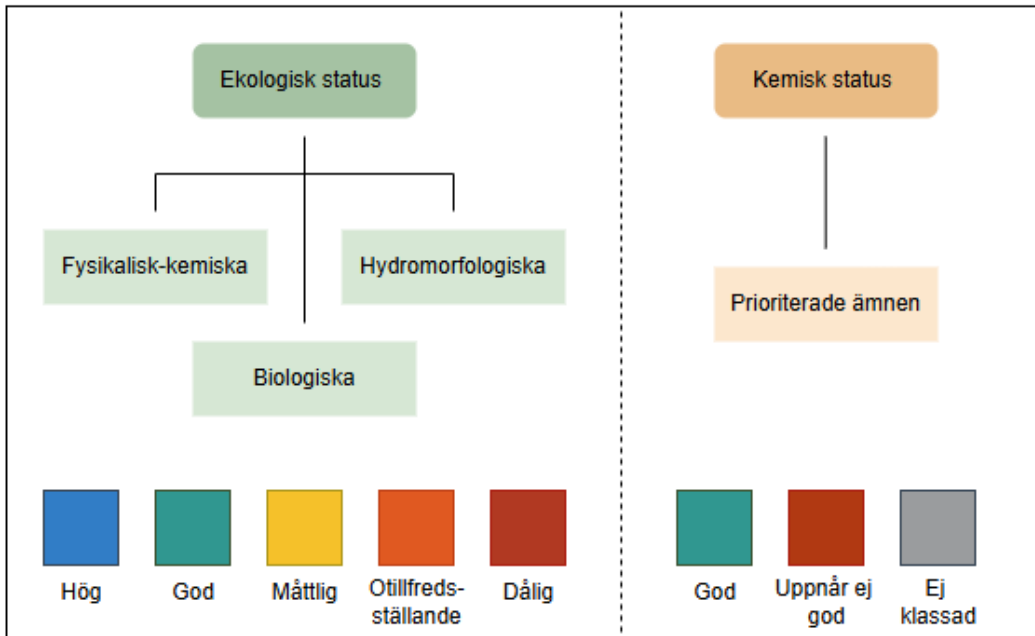 Ekologisk status
Kemisk status
Fysikalisk-kemiska
Hydromorfologiska
Prioriterade ämnen
Biologiska
Hög
God
Måttlig
Otillfreds-
ställande
Dålig
God
Uppnår ej
god
Ej
klassad